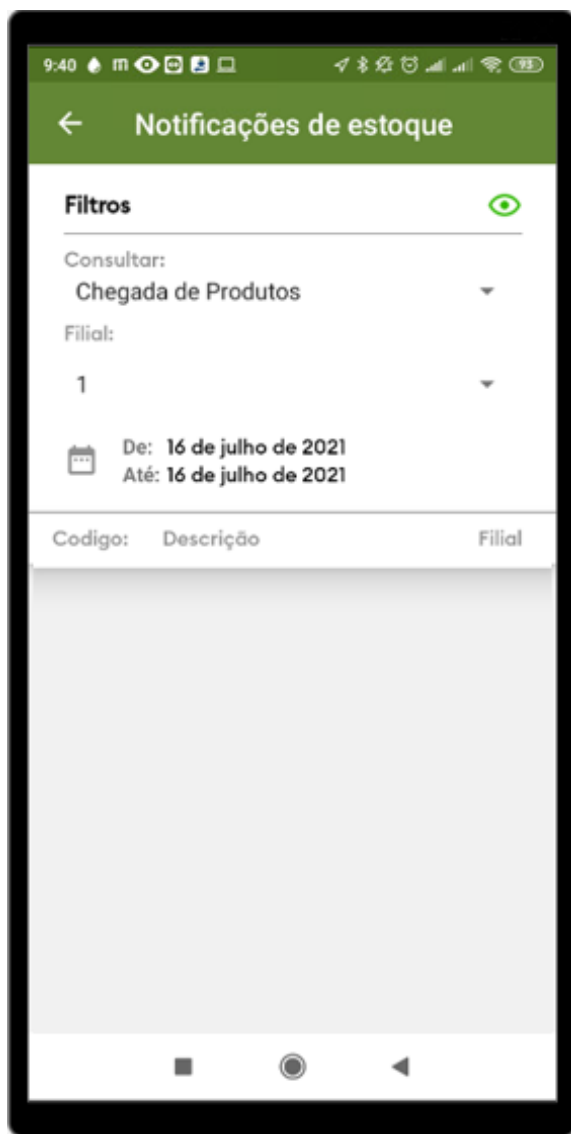 9:40 m 93
Notificações de estoque
Filtros
Consultar:
Chegada de Produtos
Filial:
1
De: 16 de julho de 2021
Até: 16 de julho de 2021
Codigo: Descrição Filial